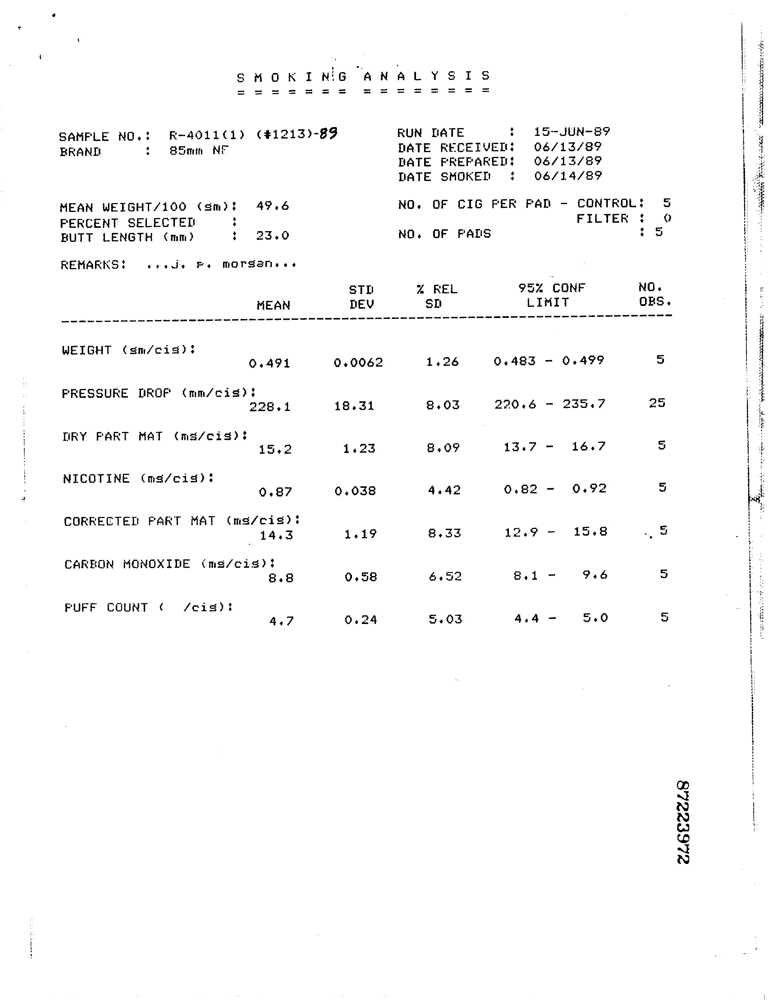 S M O K I N G   A N A L Y S I S
= = = = = = =   = = = = = = = =
SAMPLE NO.: R-4011(1) (#1213)-89
BRAND : 85mm NF
RUN DATE : 15-JUN-89
DATE RECEIVED: 06/13/89
DATE PREPARED: 06/13/89
DATE SMOKED : 06/14/89
MEAN WEIGHT/100 (gm): 49.6
PERCENT SELECTED :
BUTT LENGTH (mm) : 23.0
NO. OF CIG PER PAD - CONTROL: 5
FILTER : 0
NO. OF PADS : 5
REMARKS: ...j. p. morgan...
MEAN STD DEV % REL SD 95% CONF LIMIT NO. OBS.
WEIGHT (gm/cig):
0.491 0.0062 1.26 0.483 - 0.499 5
PRESSURE DROP (mm/cig):
228.1 18.31 8.03 220.6 - 235.7 25
DRY PART MAT (mg/cig):
15.2 1.23 8.09 13.7 - 16.7 5
NICOTINE (mg/cig):
0.87 0.038 4.42 0.82 - 0.92 5
CORRECTED PART MAT (mg/cig):
14.3 1.19 8.33 12.9 - 15.8 5
CARBON MONOXIDE (mg/cig):
8.8 0.58 6.52 8.1 - 9.6 5
PUFF COUNT ( /cig):
4.7 0.24 5.03 4.4 - 5.0 5
87223972